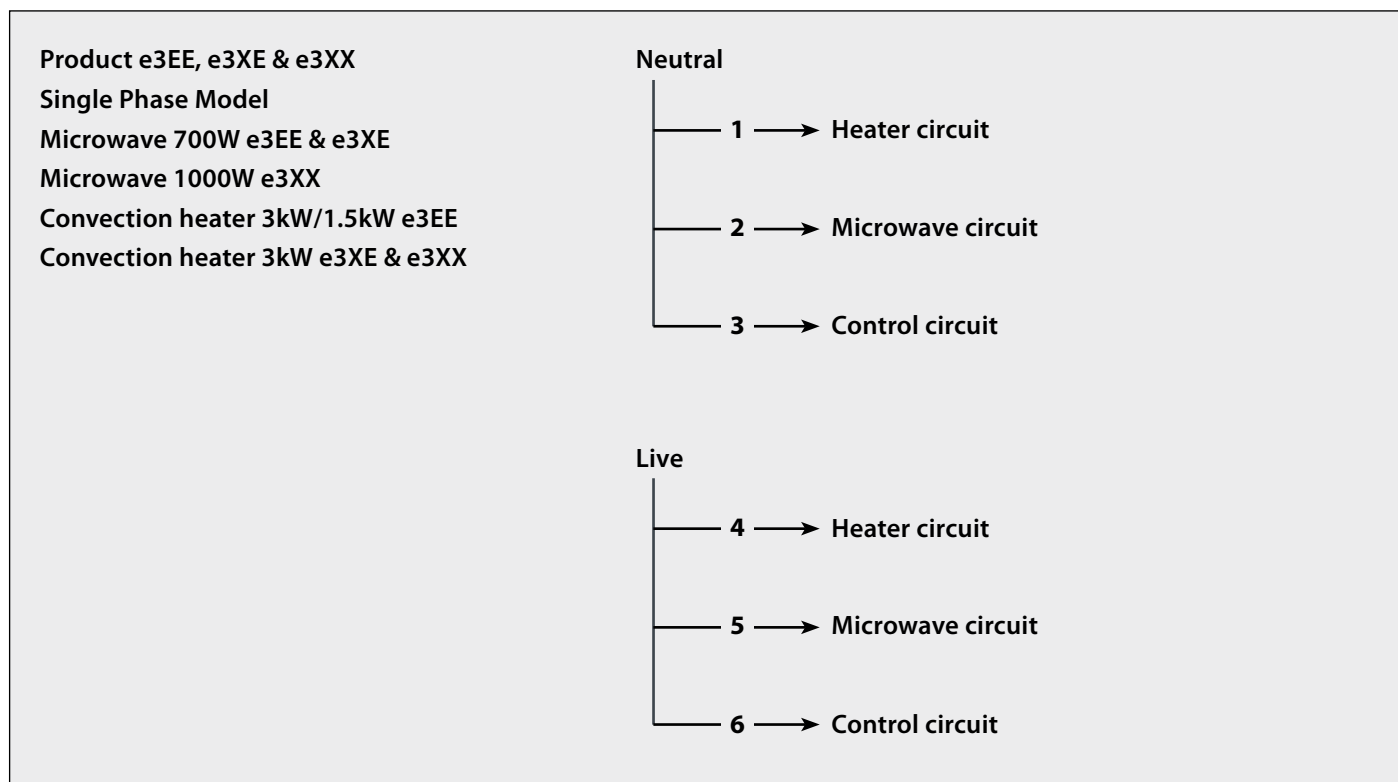 Product e3EE, e3XE & e3XX
Single Phase Model
Microwave 700W e3EE & e3XE
Microwave 1000W e3XX
Convection heater 3kW/1.5kW e3EE
Convection heater 3kW e3XE & e3XX
Neutral
1 Heater circuit
2 Microwave circuit
3 Control circuit
Live
4 Heater circuit
5 Microwave circuit
6 Control circuit